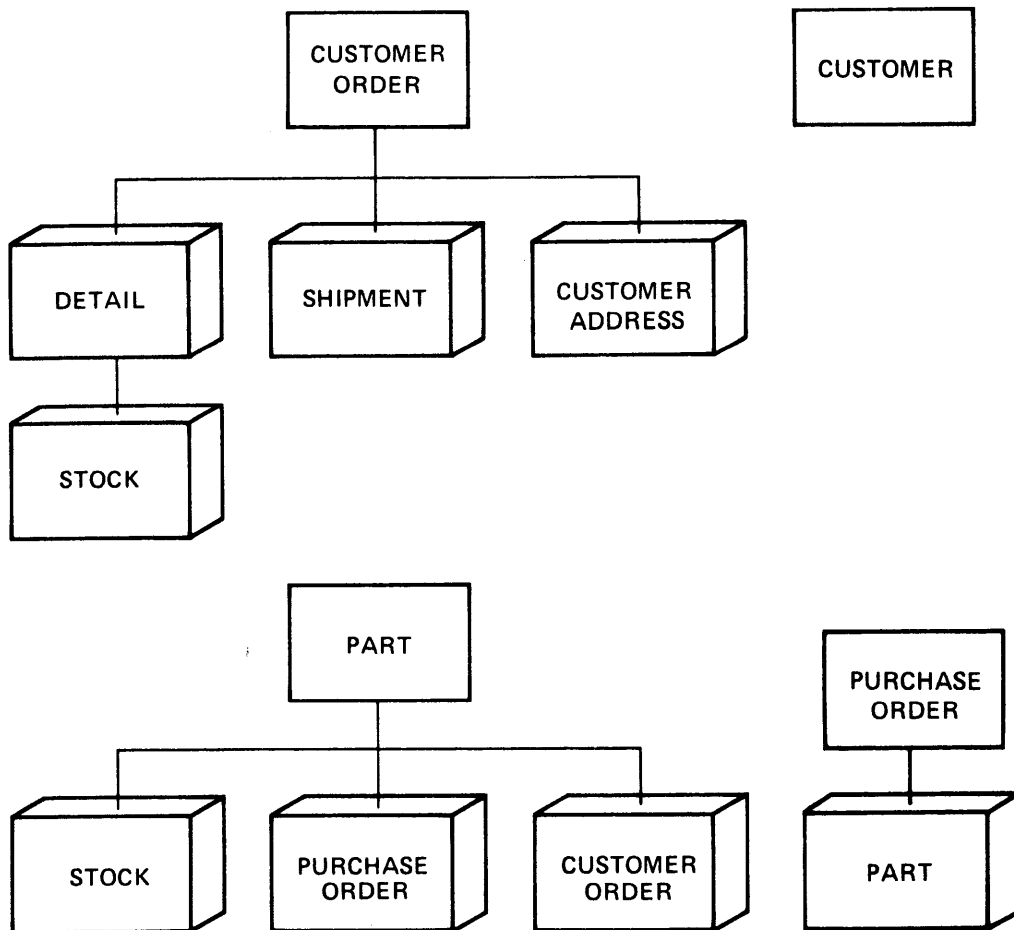 CUSTOMER
ORDER
CUSTOMER
DETAIL
SHIPMENT
CUSTOMER
ADDRESS
STOCK
PART
PURCHASE
ORDER
STOCK
PURCHASE
ORDER
CUSTOMER
ORDER
PART